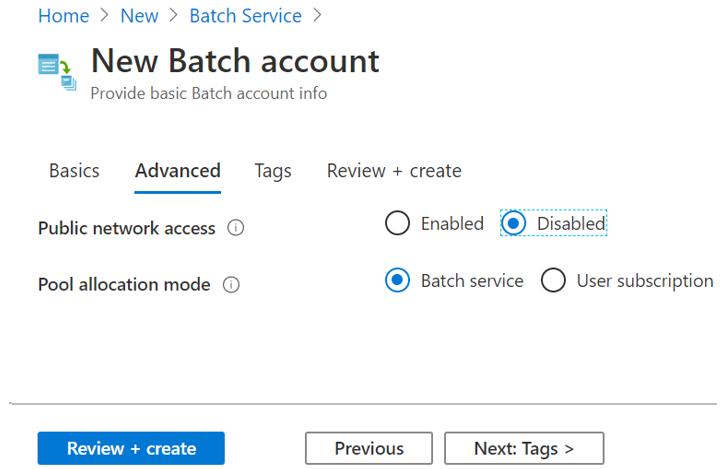 Home > New > Batch Service >
New Batch account
Provide basic Batch account info
Basics Advanced Tags Review + create
Public network access Enabled Disabled
Pool allocation mode Batch service User subscription
Review + create Previous Next: Tags >